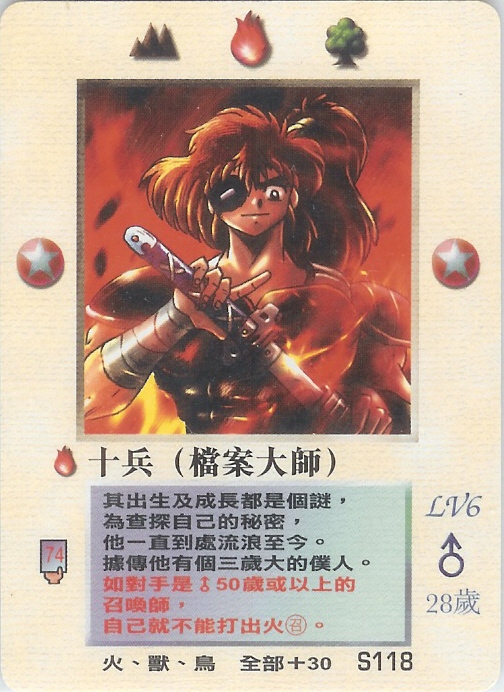 十兵（檔案大師）
其出生及成長都是個謎，
為查探自己的秘密，
他一直到處流浪至今。
據傳他有個三歲大的僕人。
如對手是♂50歲或以上的
召喚師，
自己就不能打出火召。
74
LV6
♂
28歲
火、獸、鳥 全部＋30 S118